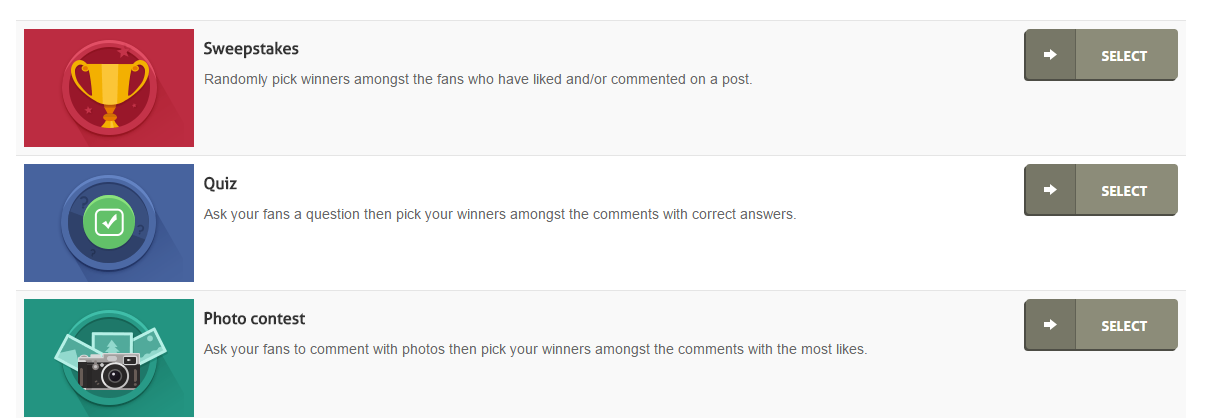 Sweepstakes
Randomly pick winners amongst the fans who have liked and/or commented on a post.
SELECT
Quiz
Ask your fans a question then pick your winners amongst the comments with correct answers.
SELECT
Photo contest
Ask your fans to comment with photos then pick your winners amongst the comments with the most likes.
SELECT